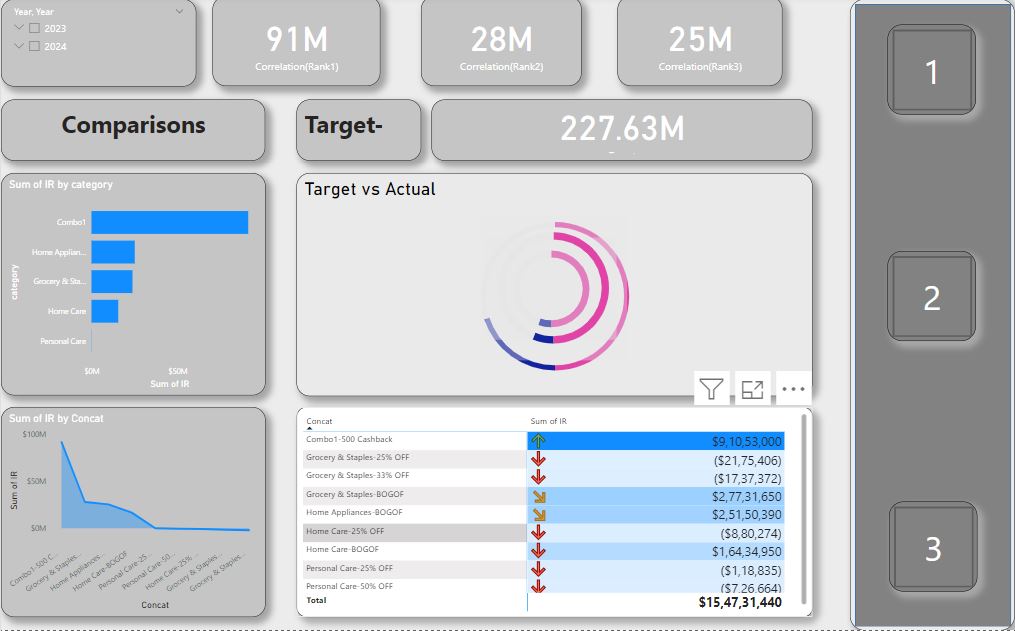 Year, Year
2023
2024
91M
Correlation(Rank1)
28M
Correlation(Rank2)
25M
Correlation(Rank3)
1
Comparisons
Target-
227.63M
Sum of IR by category
category
Combo1
Home Applian...
Grocery & Sta...
Home Care
Personal Care
$0M $50M
Sum of IR
Target vs Actual
2
Sum of IR by Concat
Sum of IR
$100M
$50M
$0M
Combo1-500 C...
Grocery & Staples...
Home Appliances...
Home Care-BOGOF
Personal Care-25...
Personal Care-50...
Home Care-25% ...
Grocery & Staples...
Grocery & Staples...
Concat
Concat Sum of IR
Combo1-500 Cashback $9,10,53,000
Grocery & Staples-25% OFF ($21,75,406)
Grocery & Staples-33% OFF ($17,37,372)
Grocery & Staples-BOGOF $2,77,31,650
Home Appliances-BOGOF $2,51,50,390
Home Care-25% OFF ($8,80,274)
Home Care-BOGOF $1,64,34,950
Personal Care-25% OFF ($1,18,835)
Personal Care-50% OFF ($7,26,664)
Total $15,47,31,440
3